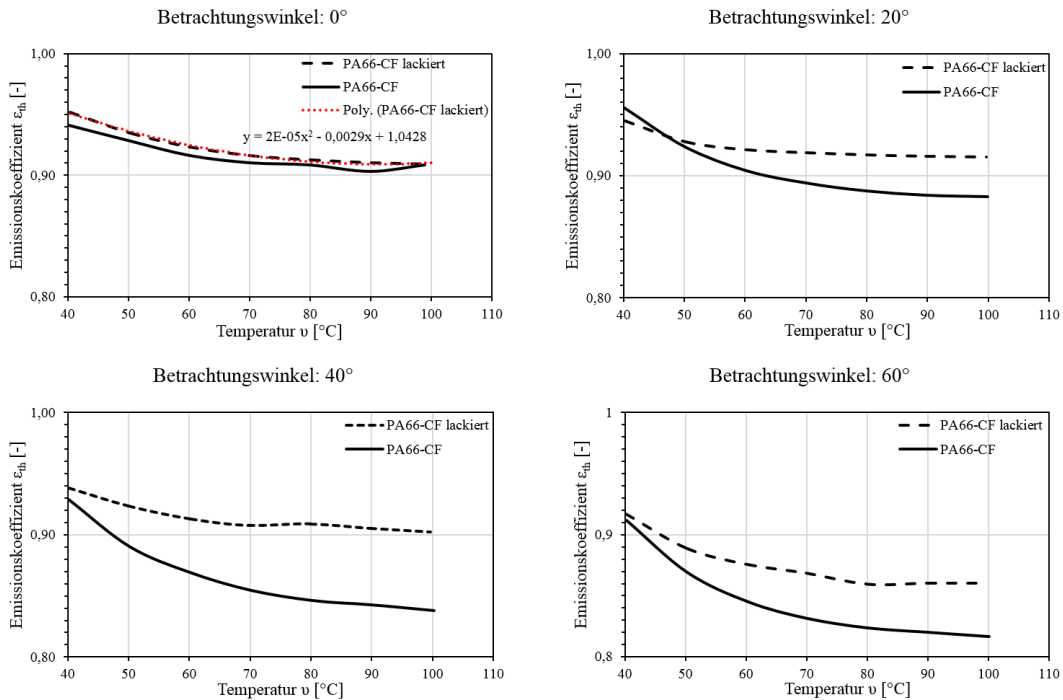 Betrachtungswinkel: 0°
1,00
0,90
0,80
Emissionskoeffizient εth [-]
PA66-CF lackiert
PA66-CF
Poly. (PA66-CF lackiert)
y = 2E-05x² - 0,0029x + 1,0428
40 50 60 70 80 90 100 110
Temperatur υ [°C]
Betrachtungswinkel: 20°
1,00
0,90
0,80
Emissionskoeffizient εth [-]
PA66-CF lackiert
PA66-CF
40 50 60 70 80 90 100 110
Temperatur υ [°C]
Betrachtungswinkel: 40°
1,00
0,90
0,80
Emissionskoeffizient εth [-]
PA66-CF lackiert
PA66-CF
40 50 60 70 80 90 100 110
Temperatur υ [°C]
Betrachtungswinkel: 60°
1
0,9
0,8
Emissionskoeffizient εth [-]
PA66-CF lackiert
PA66-CF
40 50 60 70 80 90 100 110
Temperatur υ [°C]